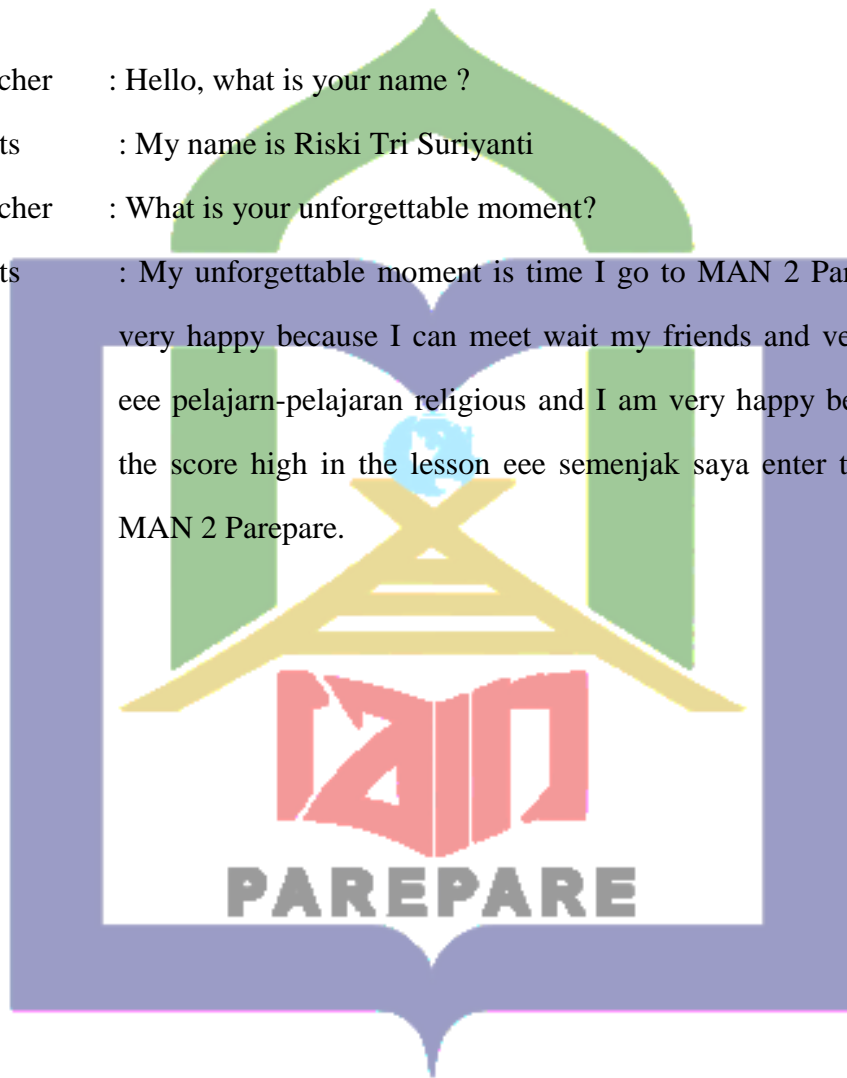 cher : Hello, what is your name ?
ts : My name is Riski Tri Suriyanti
cher : What is your unforgettable moment?
ts : My unforgettable moment is time I go to MAN 2 Par
very happy because I can meet wait my friends and ve
eee pelajarn-pelajaran religious and I am very happy be
the score high in the lesson eee semenjak saya enter t
MAN 2 Parepare.
iain
PAREPARE